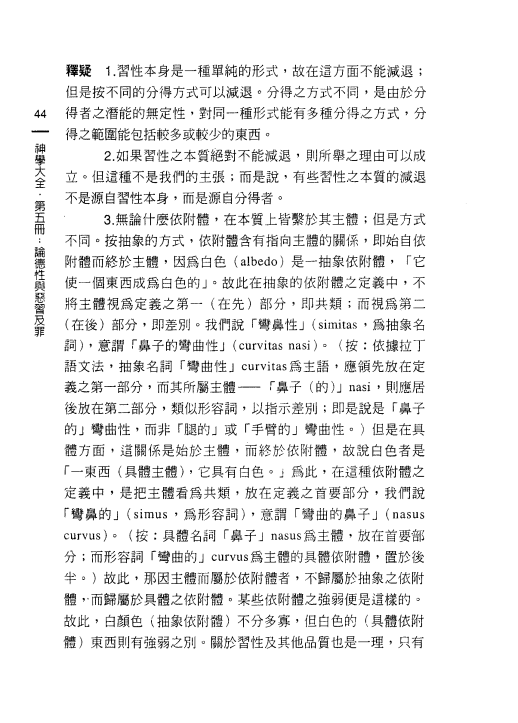 釋疑　1.習性本身是一種單純的形式，故在這方面不能減退；
但是按不同的分得方式可以減退。分得之方式不同，是由於分
得者之潛能的無定性，對同一種形式能有多種分得之方式，分
得之範圍能包括較多或較少的東西。
2.如果習性之本質絕對不能減退，則所舉之理由可以成
立。但這種不是我們的主張；而是說，有些習性之本質的減退
不是源自習性本身，而是源自分得者。
3.無論什麼依附體，在本質上皆繫於其主體；但是方式
不同。按抽象的方式，依附體含有指向主體的關係，即始自依
附體而終於主體，因爲白色（albedo）是一抽象依附體，「它
使一個東西成爲白色的」。故此在抽象的依附體之定義中，不
將主體視爲定義之第一（在先）部分，即共類；而視爲第二
（在後）部分，即差別。我們說「彎鼻性」（simitas，爲抽象名
詞），意謂「鼻子的彎曲性」（curvitas nasi）。（按：依據拉丁
語文法，抽象名詞「彎曲性」curvitas爲主語，應領先放在定
義之第一部分，而其所屬主體——「鼻子（的）」nasi，則應居
後放在第二部分，類似形容詞，以指示差別；即是說是「鼻子
的」彎曲性，而非「腿的」或「手臂的」彎曲性。）但是在具
體方面，這關係是始於主體，而終於依附體，故說白色者是
「一東西（具體主體），它具有白色。」爲此，在這種依附體之
定義中，是把主體看爲共類，放在定義之首要部分，我們說
「彎鼻的」（simus，爲形容詞），意謂「彎曲的鼻子」（nasus
curvus）。（按：具體名詞「鼻子」nasus爲主體，放在首要部
分；而形容詞「彎曲的」curvus爲主體的具體依附體，置於後
半。）故此，那因主體而屬於依附體者，不歸屬於抽象之依附
體，而歸屬於具體之依附體。某些依附體之強弱便是這樣的。
故此，白顏色（抽象依附體）不分多寡，但白色的（具體依附
體）東西則有強弱之別。關於習性及其他品質也是一理，只有
44
神學大全．第五冊：論德性與惡習及罪